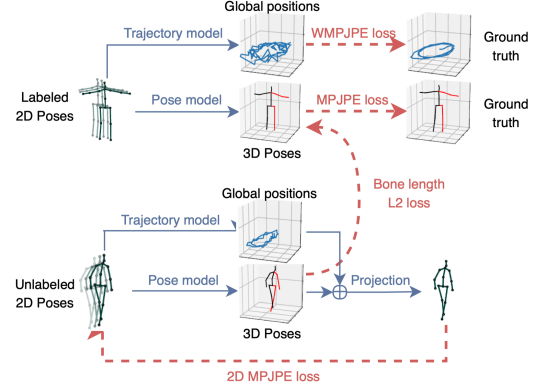 Global positions
Trajectory model
WMPJPE loss
Ground
truth
Labeled
2D Poses
Pose model
MPJPE loss
Ground
truth
3D Poses
Bone length
L2 loss
Global positions
Trajectory model
Unlabeled
2D Poses
Pose model
Projection
3D Poses
2D MPJPE loss